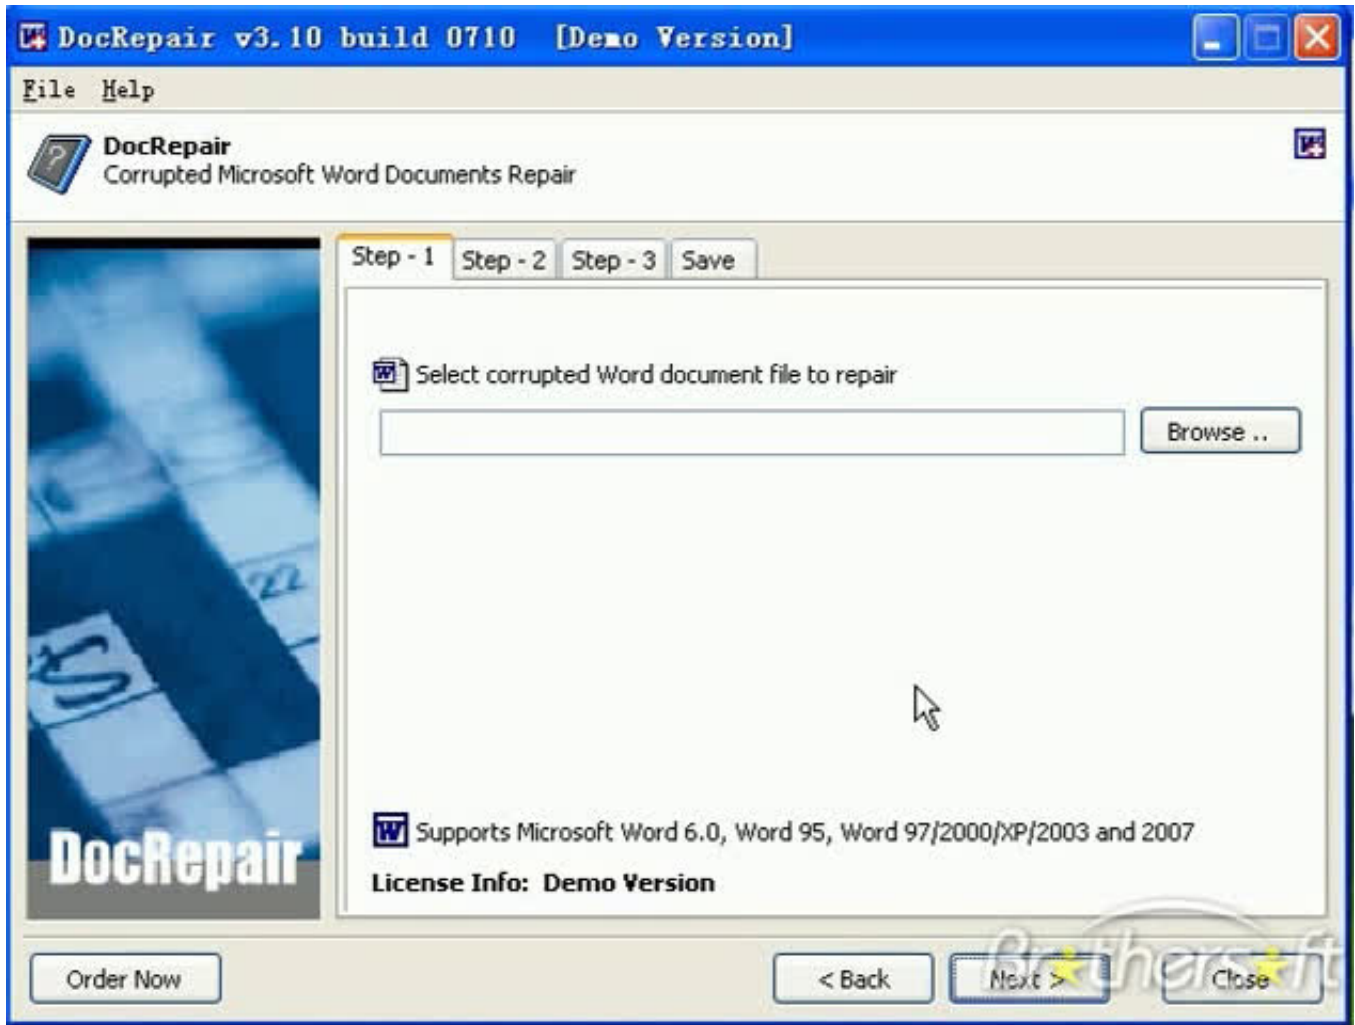 DocRepair v3.10 build 0710 [Demo Version]
File Help
DocRepair
Corrupted Microsoft Word Documents Repair
Step - 1 Step - 2 Step - 3 Save
Select corrupted Word document file to repair
Browse ..
22
DocRepair
Supports Microsoft Word 6.0, Word 95, Word 97/2000/XP/2003 and 2007
License Info: Demo Version
Order Now < Back Next > Close
Brothersoft